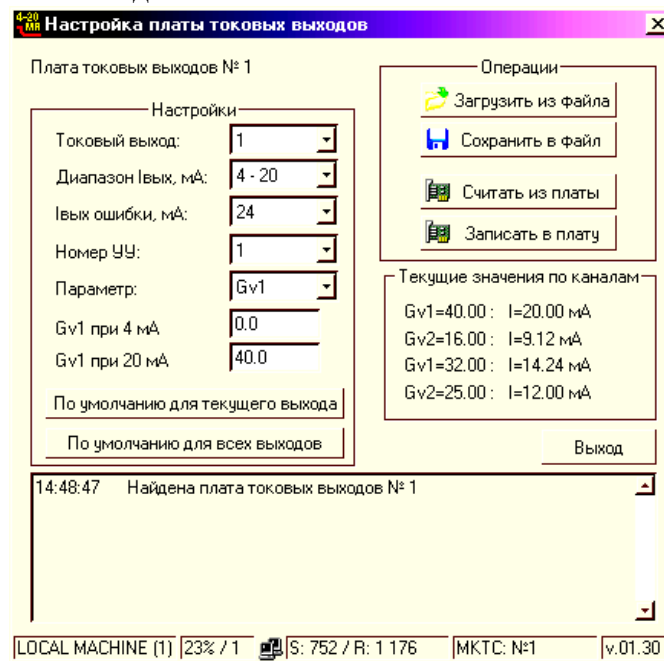 4-20
МА
Настройка платы токовых выходов
Плата токовых выходов № 1
Настройки
Токовый выход: 1
Диапазон Iвых, мА: 4 - 20
Iвых ошибки, мА: 24
Номер УУ: 1
Параметр: Gv1
Gv1 при 4 мА 0.0
Gv1 при 20 мА 40.0
По умолчанию для текущего выхода
По умолчанию для всех выходов
Операции
Загрузить из файла
Сохранить в файл
Считать из платы
Записать в плату
Текущие значения по каналам
Gv1=40.00 : I=20.00 мА
Gv2=16.00 : I=9.12 мА
Gv1=32.00 : I=14.24 мА
Gv2=25.00 : I=12.00 мА
Выход
14:48:47 Найдена плата токовых выходов № 1
LOCAL MACHINE (1) 23% / 1 S: 752 / R: 1 176 МКТС: №1 v.01.30